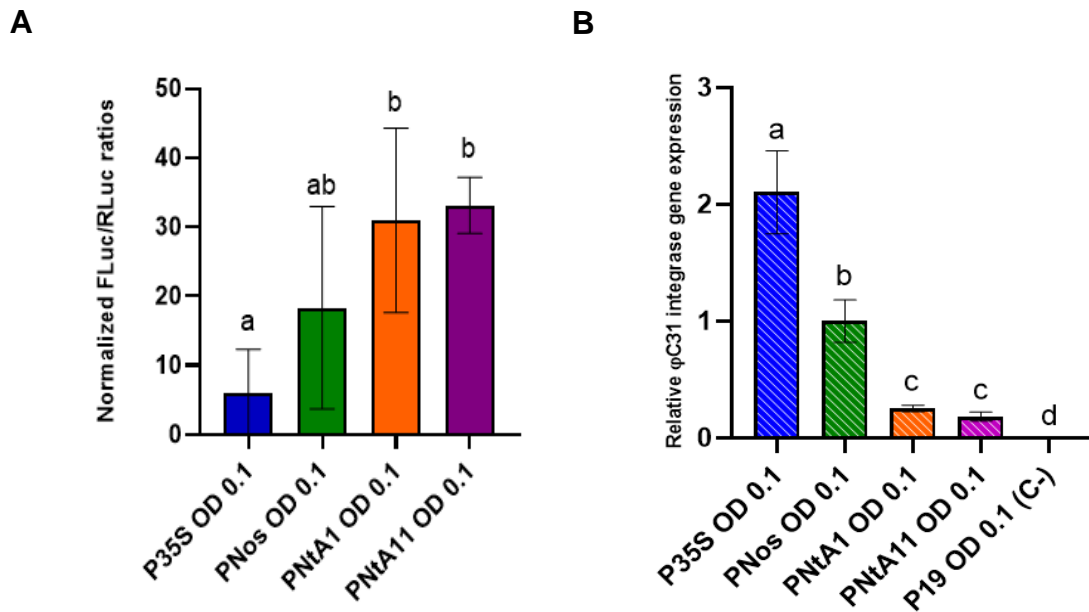 A
Normalized FLuc/RLuc ratios
50
40
30
20
10
0
a
ab
b
b
P35S OD 0.1
PNos OD 0.1
PNtA1 OD 0.1
PNtA11 OD 0.1
B
Relative φC31 integrase gene expression
3
2
1
0
a
b
c
c
d
P35S OD 0.1
PNos OD 0.1
PNtA1 OD 0.1
PNtA11 OD 0.1
P19 OD 0.1 (C-)